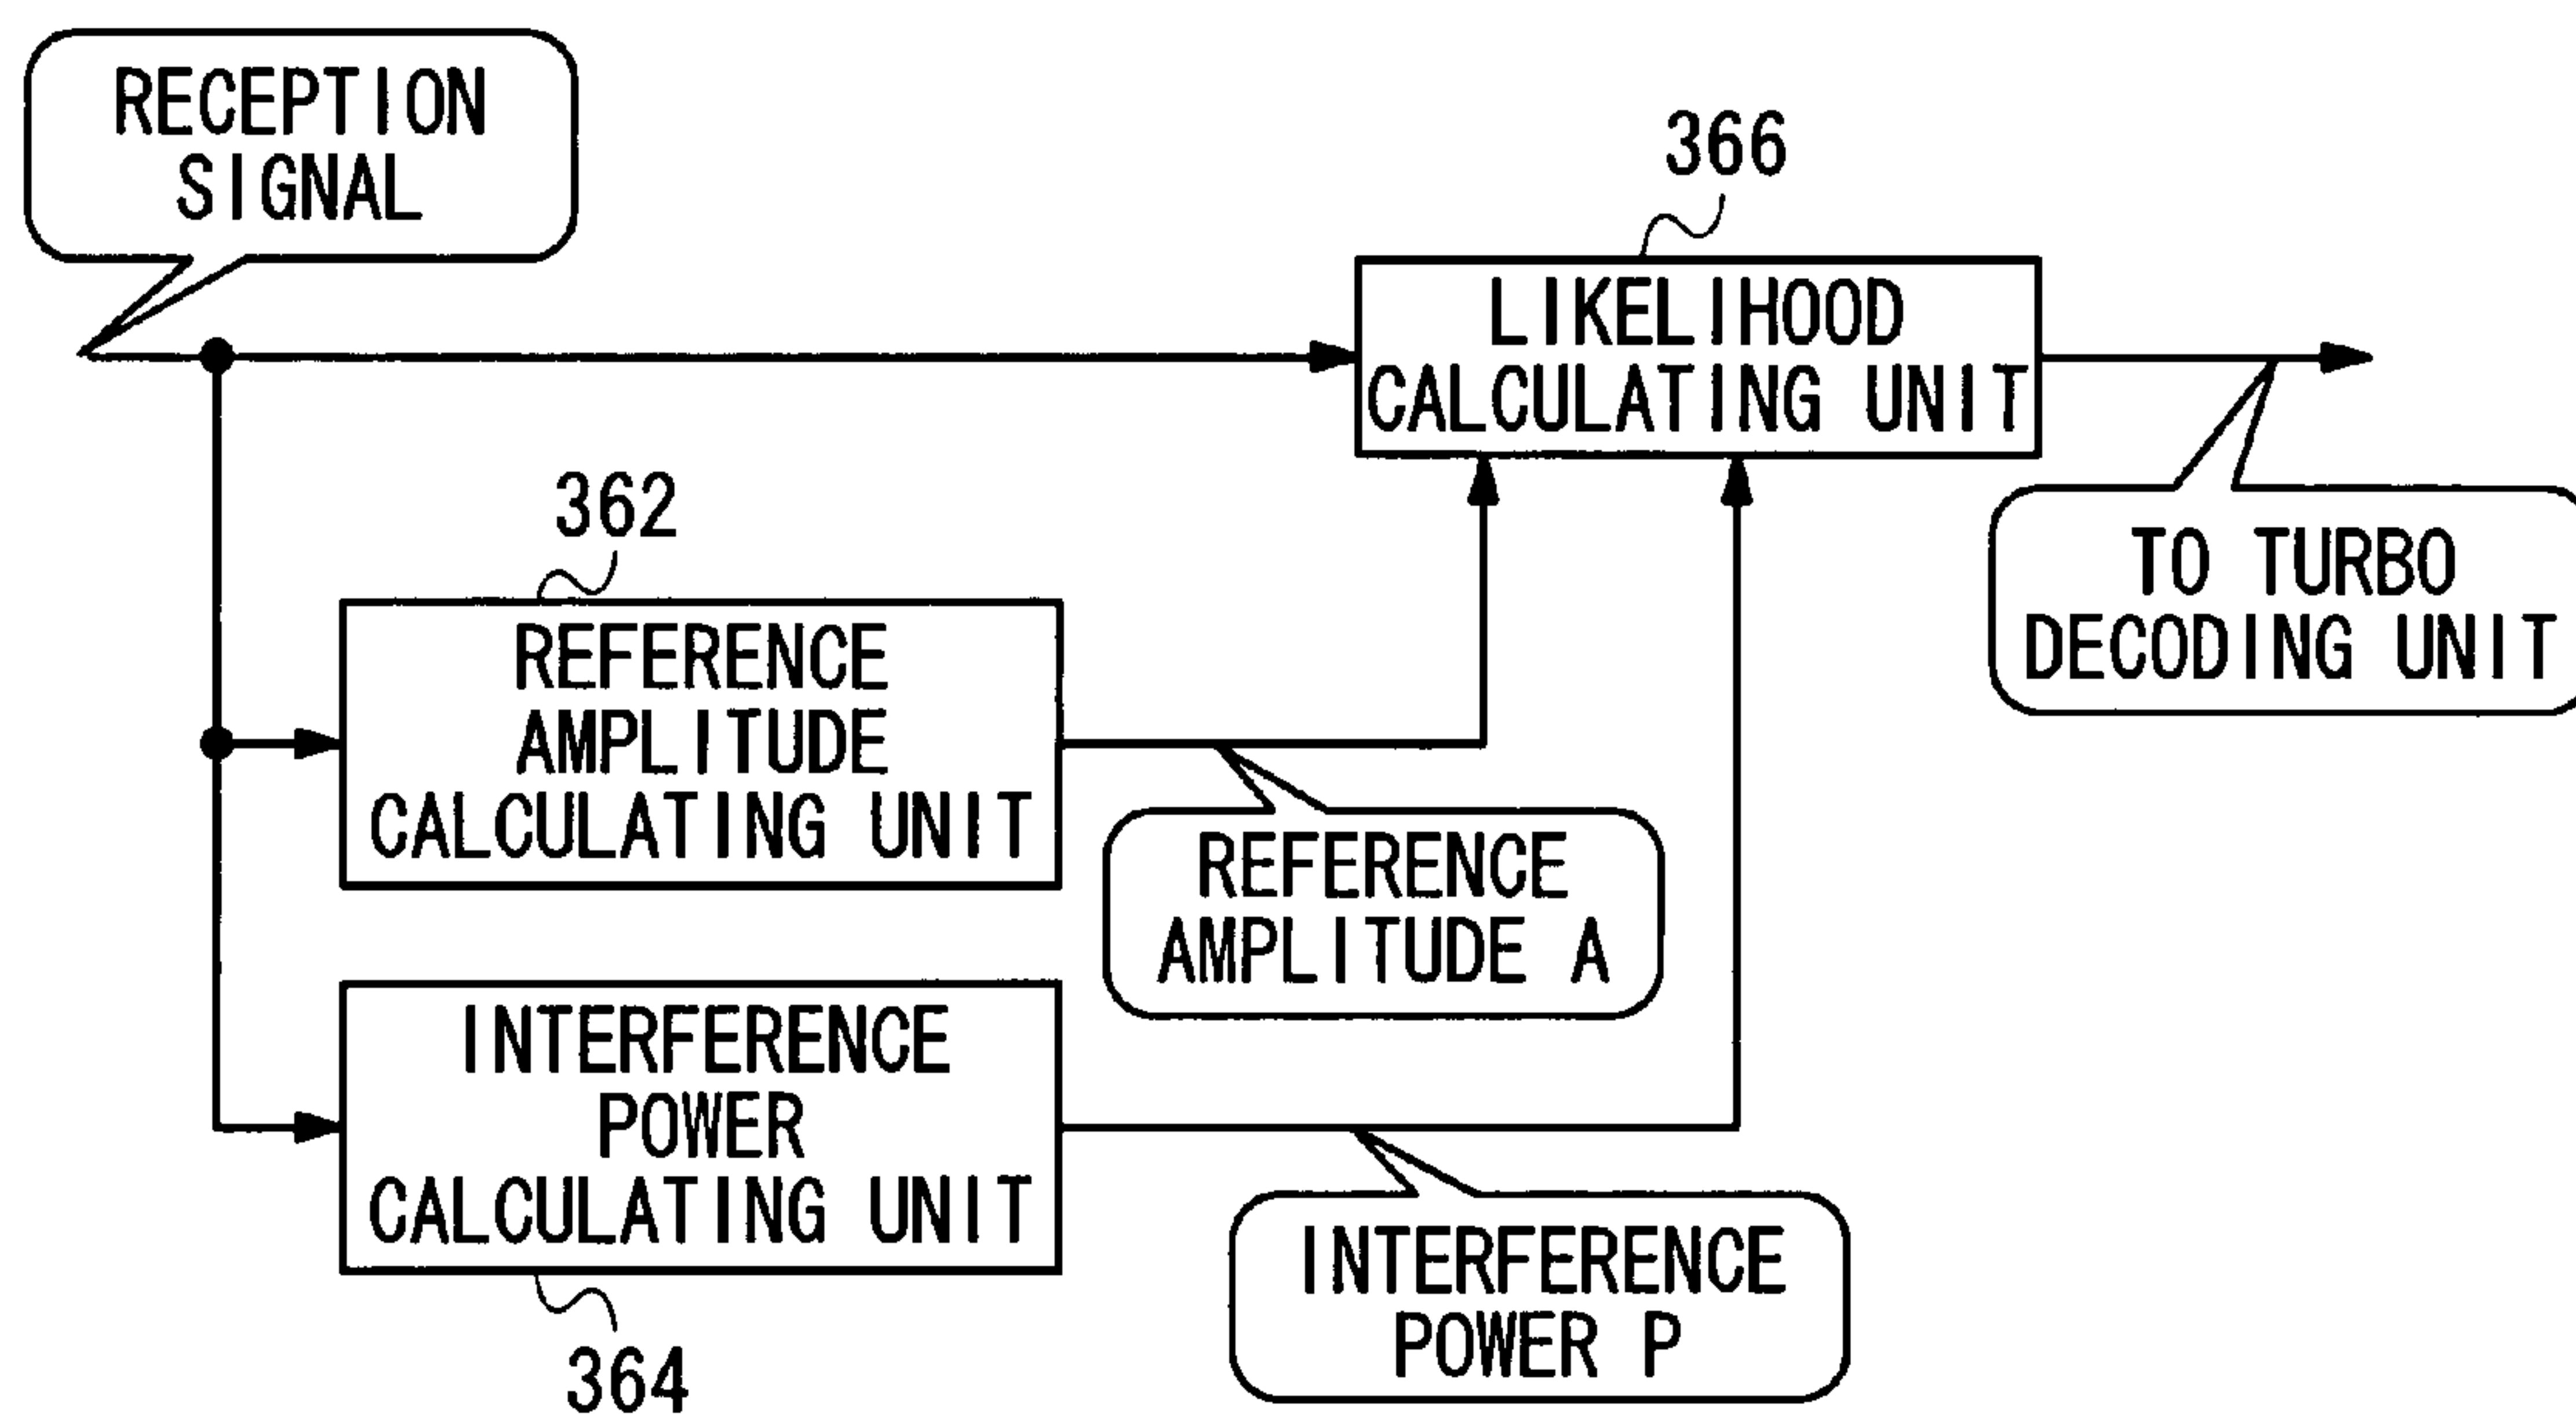 RECEPTION
SIGNAL
366
LIKELIHOOD
CALCULATING UNIT
362
TO TURBO
DECODING UNIT
REFERENCE
AMPLITUDE
CALCULATING UNIT
REFERENCE
AMPLITUDE A
INTERFERENCE
POWER
CALCULATING UNIT
INTERFERENCE
POWER P
364